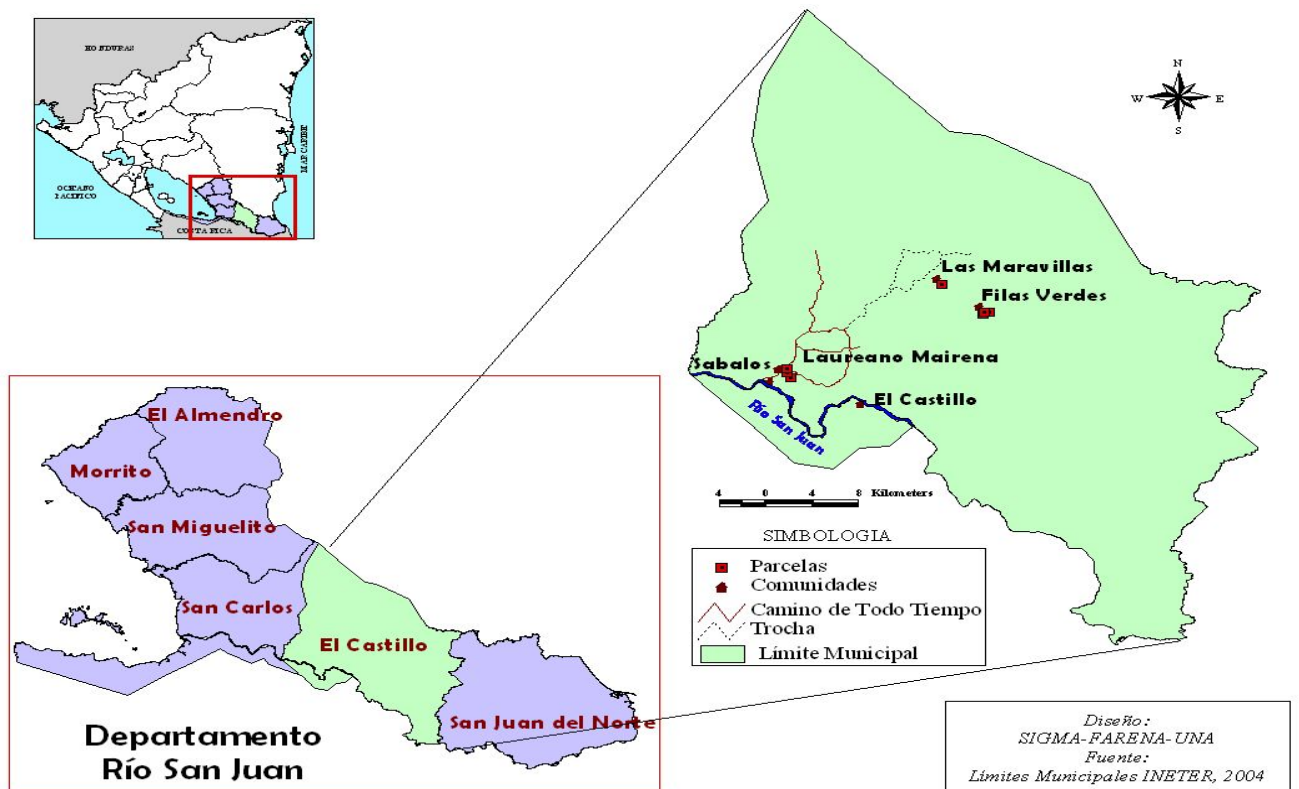 HONDURAS
OCEANO
PACIFICO
MAR CARIBE
COSTA RICA
N
W E
S
Las Maravillas
Filas Verdes
Laureano Mairena
Sabalos
El Castillo
Río San Juan
4 0 4 8 Kilometers
SIMBOLOGIA
Parcelas
Comunidades
Camino de Todo Tiempo
Trocha
Límite Municipal
El Almendro
Morrito
San Miguelito
San Carlos
El Castillo
San Juan del Norte
Departamento
Río San Juan
Diseño:
SIGMA-FARENA-UNA
Fuente:
Límites Municipales INETER, 2004